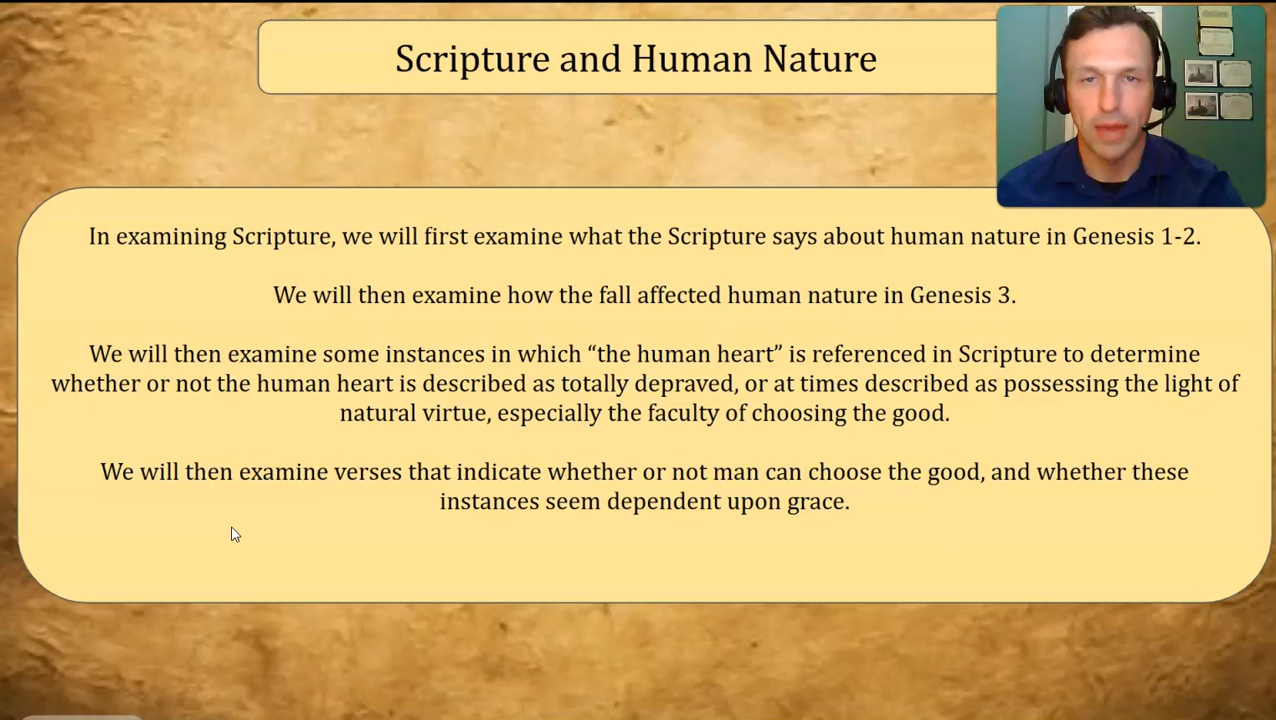 Scripture and Human Nature
In examining Scripture, we will first examine what the Scripture says about human nature in Genesis 1-2.
We will then examine how the fall affected human nature in Genesis 3.
We will then examine some instances in which “the human heart” is referenced in Scripture to determine
whether or not the human heart is described as totally depraved, or at times described as possessing the light of
natural virtue, especially the faculty of choosing the good.
We will then examine verses that indicate whether or not man can choose the good, and whether these
instances seem dependent upon grace.